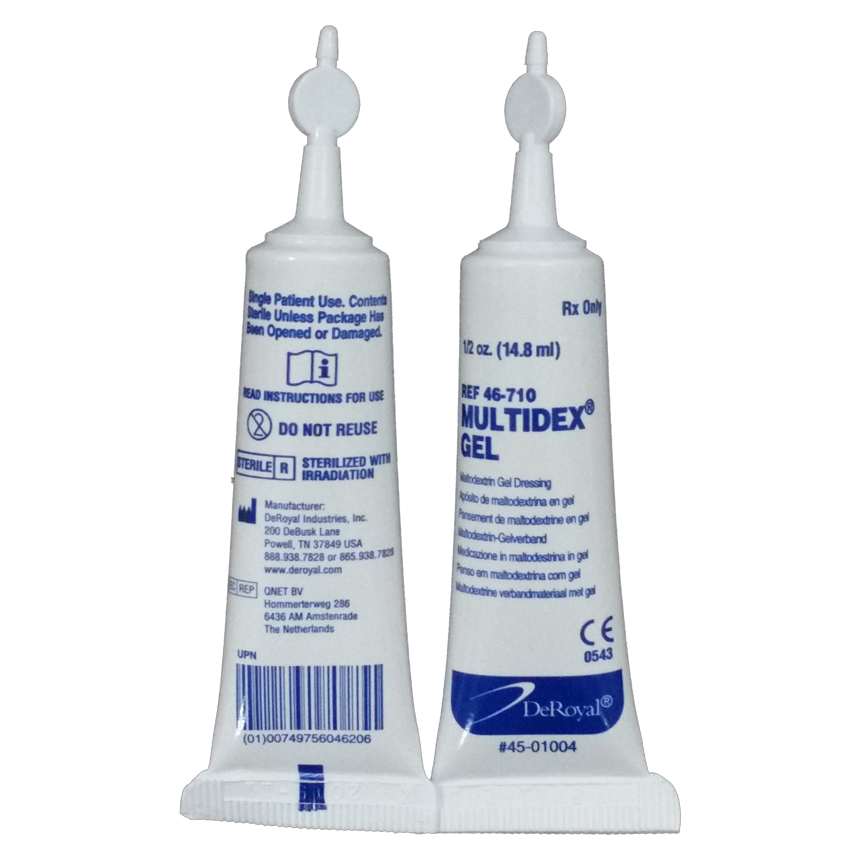 Single Patient Use. Contents
Sterile Unless Package Has
Been Opened or Damaged.
i
READ INSTRUCTIONS FOR USE
2 DO NOT REUSE
STERILE R STERILIZED WITH
IRRADIATION
Manufacturer:
DeRoyal Industries, Inc.
200 DeBusk Lane
Powell, TN 37849 USA
888.938.7828 or 865.938.7828
www.deroyal.com
EC REP QNET BV
Hommerterweg 286
6436 AM Amstenrade
The Netherlands
UPN
(01)00749756046206
Rx Only
1/2 oz. (14.8 ml)
REF 46-710
MULTIDEX®
GEL
Maltodextrin Gel Dressing
Apósito de maltodextrina en gel
Pansement de maltodextrine en gel
Maltodextrin-Gelverband
Medicazione in maltodestrina in gel
Penso em maltodextrina com gel
Maltodextrine verbandmateriaal met gel
CE
0543
DeRoyal®
#45-01004